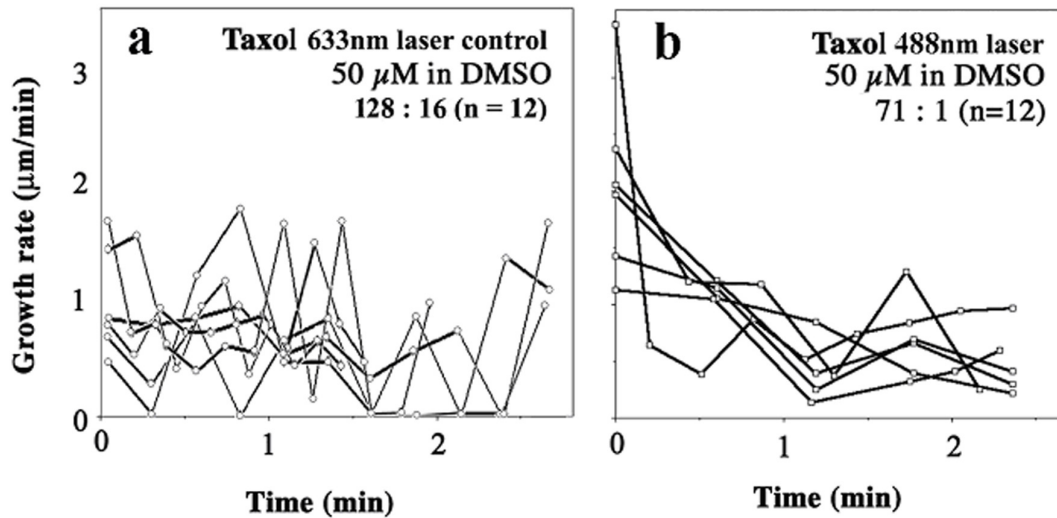 a
Taxol 633nm laser control
50 μM in DMSO
128 : 16 (n = 12)
b
Taxol 488nm laser
50 μM in DMSO
71 : 1 (n=12)
Growth rate (μm/min)
3
2
1
0
0 1 2
Time (min)
0 1 2
Time (min)